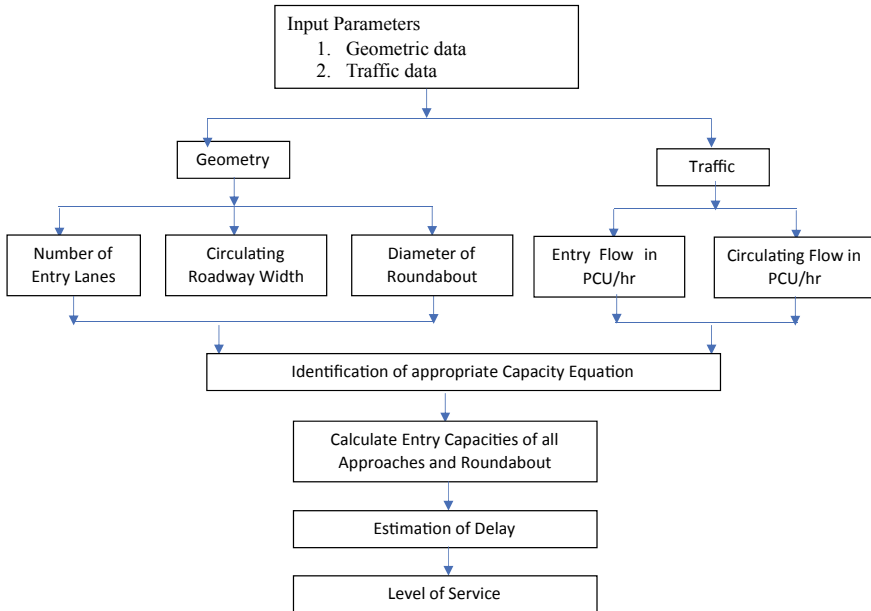 Input Parameters
1. Geometric data
2. Traffic data
Geometry
Traffic
Number of
Entry Lanes
Circulating
Roadway Width
Diameter of
Roundabout
Entry Flow in
PCU/hr
Circulating Flow in
PCU/hr
Identification of appropriate Capacity Equation
Calculate Entry Capacities of all
Approaches and Roundabout
Estimation of Delay
Level of Service